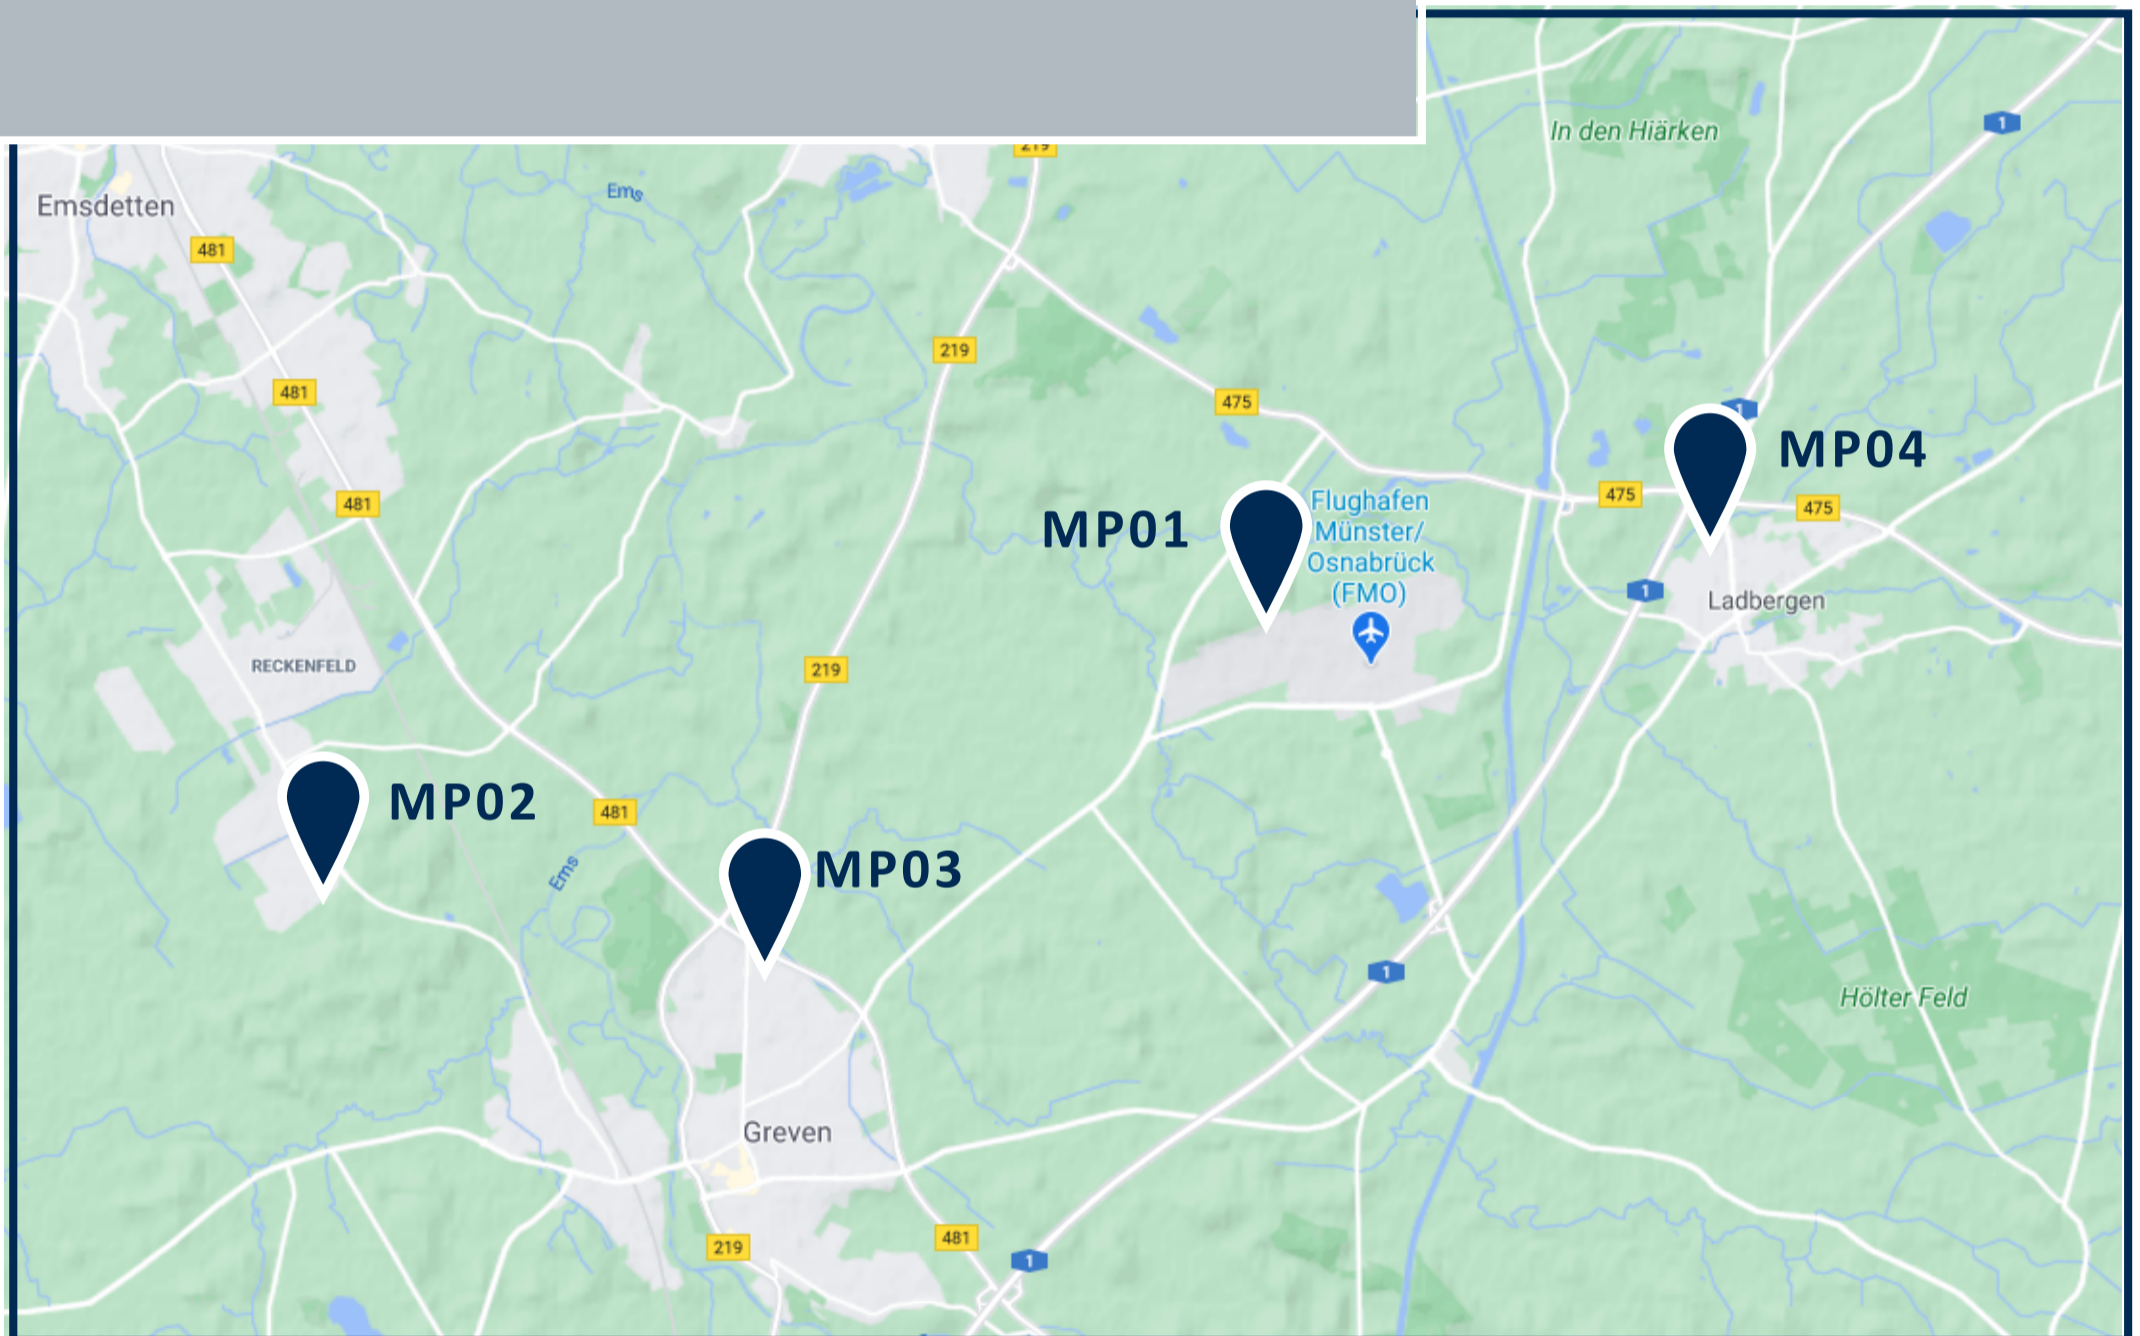 In den Hiärken
1
219
Ems
Emsdetten
481
219
481
475
1
MP04
475
475
481
MP01
Flughafen
Münster/
Osnabrück
(FMO)
1
Ladbergen
RECKENFELD
219
MP02
481
MP03
Ems
1
Hölter Feld
Greven
481
219
1